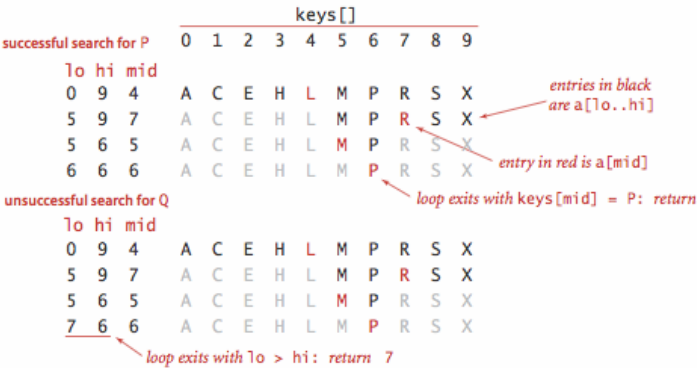 keys[]
successful search for P 0 1 2 3 4 5 6 7 8 9
lo hi mid
0 9 4 A C E H L M P R S X
entries in black
are a[lo..hi]
5 9 7 A C E H L M P R S X
5 6 5 A C E H L M P R S X
entry in red is a[mid]
6 6 6 A C E H L M P R S X
loop exits with keys[mid] = P: return
unsuccessful search for Q
lo hi mid
0 9 4 A C E H L M P R S X
5 9 7 A C E H L M P R S X
5 6 5 A C E H L M P R S X
7 6 6 A C E H L M P R S X
loop exits with lo > hi: return 7